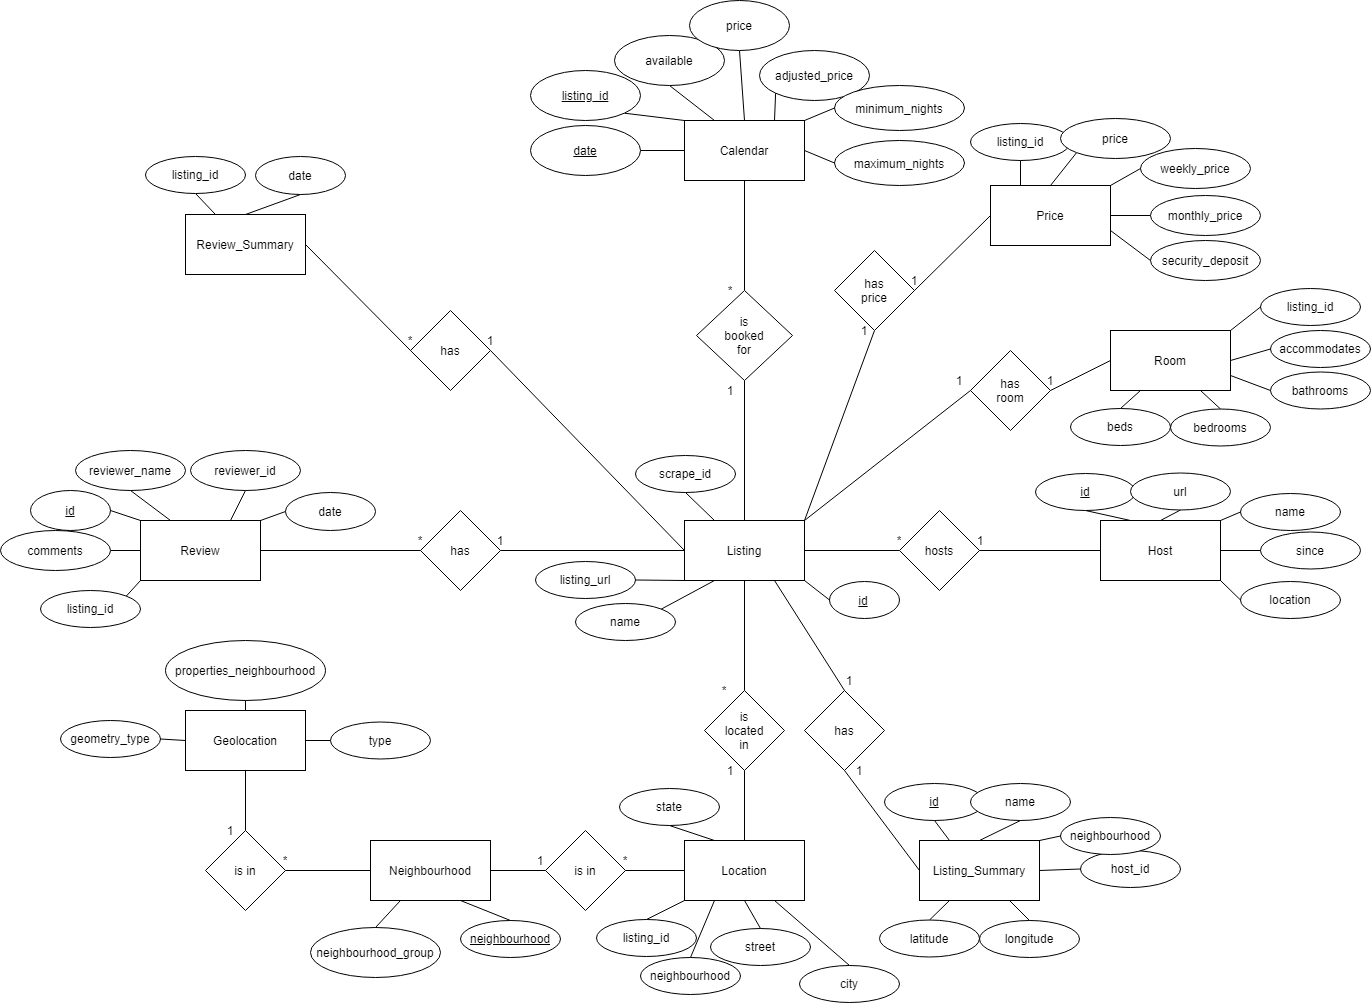 price
available
adjusted_price
listing_id
minimum_nights
date
Calendar
maximum_nights
listing_id
price
weekly_price
Price
monthly_price
security_deposit
listing_id
date
Review_Summary
*
is
booked
for
1
has
price
1
1
listing_id
accommodates
Room
bathrooms
beds
bedrooms
has
room
1
1
*
has
1
reviewer_name
reviewer_id
id
date
comments
Review
listing_id
*
has
1
scrape_id
Listing
listing_url
name
id
*
hosts
1
id
url
name
Host
since
location
properties_neighbourhood
geometry_type
Geolocation
type
*
is
located
in
1
1
has
1
1
is in
*
Neighbourhood
neighbourhood_group
neighbourhood
1
is in
*
state
Location
listing_id
neighbourhood
street
city
id
name
neighbourhood
host_id
Listing_Summary
latitude
longitude